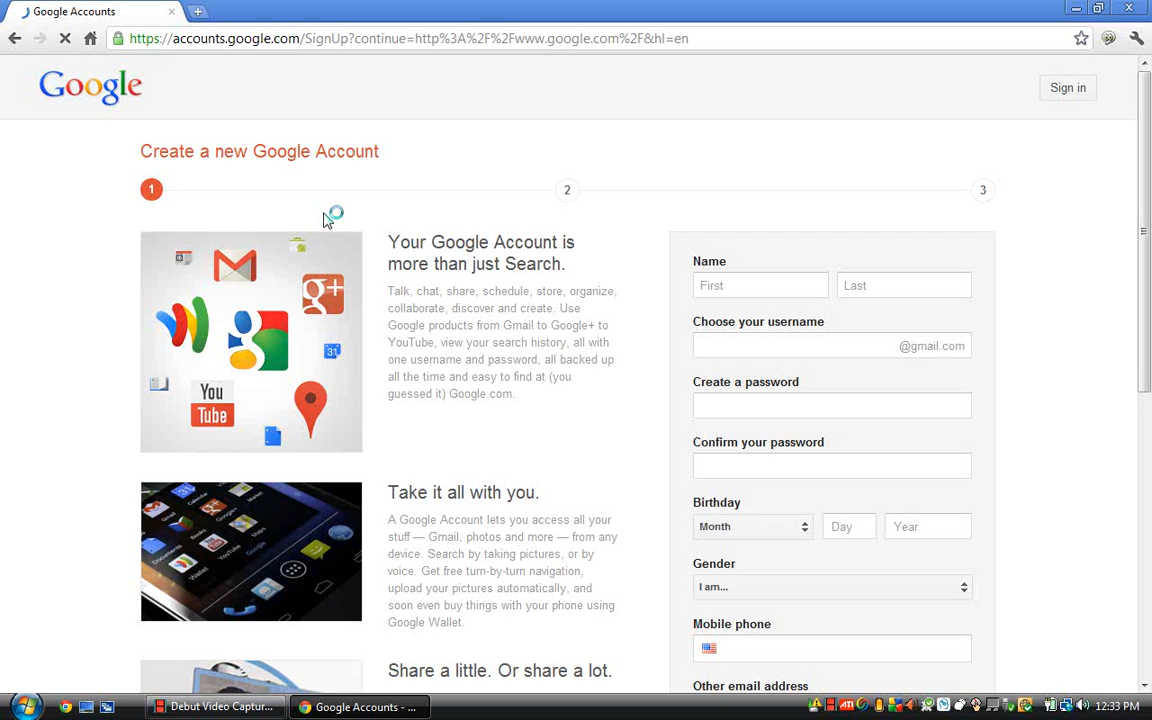 Google Accounts
https://accounts.google.com/SignUp?continue=http%3A%2F%2Fwww.google.com%2F&hl=en
Google
Sign in
Create a new Google Account
1
2
3
Your Google Account is
more than just Search.
Talk, chat, share, schedule, store, organize,
collaborate, discover and create. Use
Google products from Gmail to Google+ to
YouTube, view your search history, all with
one username and password, all backed up
all the time and easy to find at (you
guessed it) Google.com.
g+
g
31
You
Tube
Take it all with you.
A Google Account lets you access all your
stuff — Gmail, photos and more — from any
device. Search by taking pictures, or by
voice. Get free turn-by-turn navigation,
upload your pictures automatically, and
soon even buy things with your phone using
Google Wallet.
Share a little. Or share a lot.
Name
First
Last
Choose your username
@gmail.com
Create a password
Confirm your password
Birthday
Month
Day
Year
Gender
I am...
Mobile phone
Other email address
Debut Video Captur...
Google Accounts - ...
ATI
12:33 PM